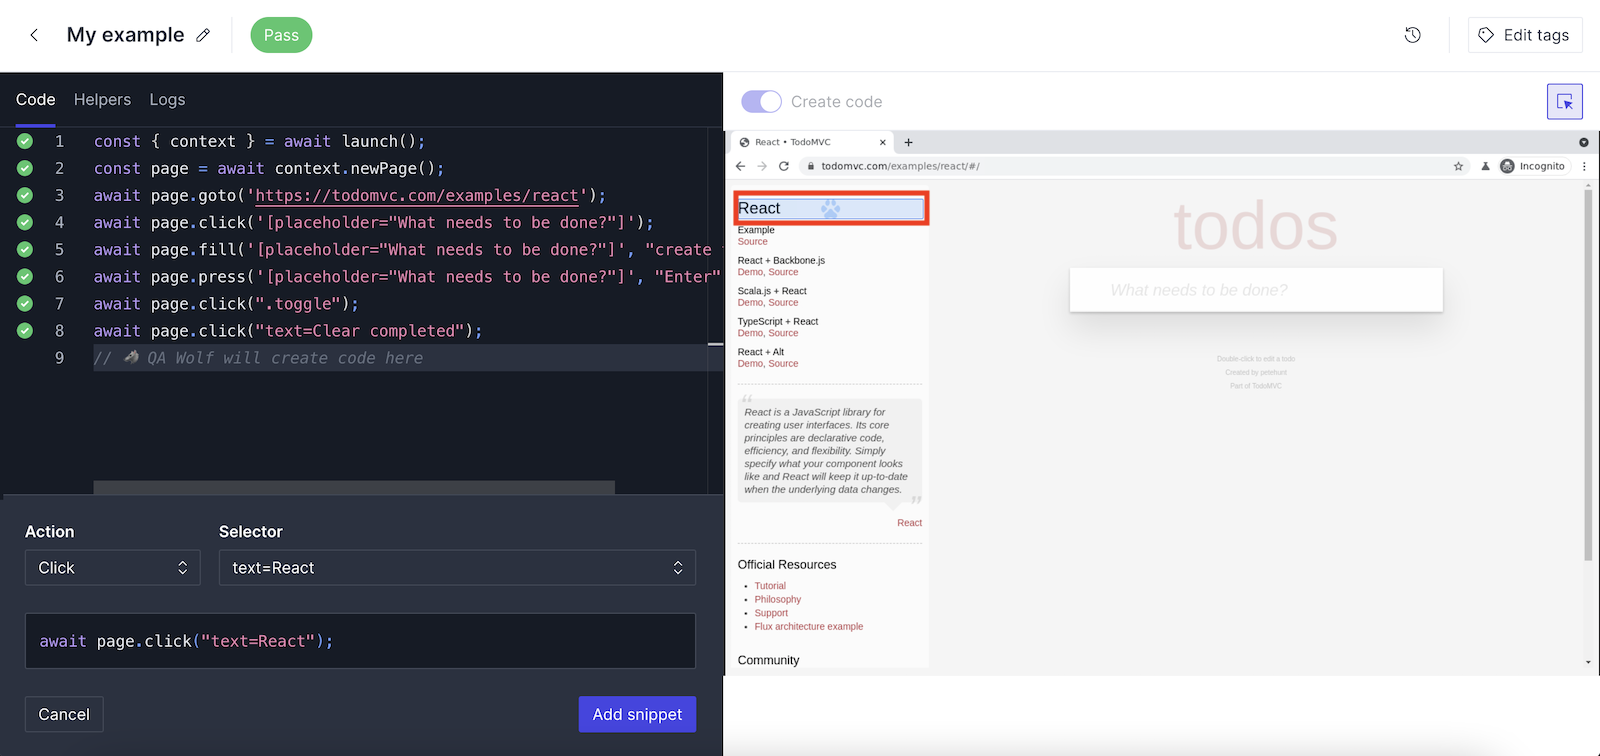 My example
Pass
Edit tags
Code Helpers Logs
1 const { context } = await launch();
2 const page = await context.newPage();
3 await page.goto('https://todomvc.com/examples/react');
4 await page.click('[placeholder="What needs to be done?"]');
5 await page.fill('[placeholder="What needs to be done?"]', "create
6 await page.press('[placeholder="What needs to be done?"]', "Enter"
7 await page.click(".toggle");
8 await page.click("text=Clear completed");
9 // 🐺 QA Wolf will create code here
Action
Selector
Click
text=React
await page.click("text=React");
Cancel
Add snippet
Create code
React • TodoMVC
todomvc.com/examples/react/#/
Incognito
React
Example
Source
React + Backbone.js
Demo, Source
Scala.js + React
Demo, Source
TypeScript + React
Demo, Source
React + Alt
Demo, Source
“
React is a JavaScript library for
creating user interfaces. Its core
principles are declarative code,
efficiency, and flexibility. Simply
specify what your component looks
like and React will keep it up-to-date
when the underlying data changes.
”
React
Official Resources
• Tutorial
• Philosophy
• Support
• Flux architecture example
Community
todos
What needs to be done?
Double-click to edit a todo
Created by petehunt
Part of TodoMVC